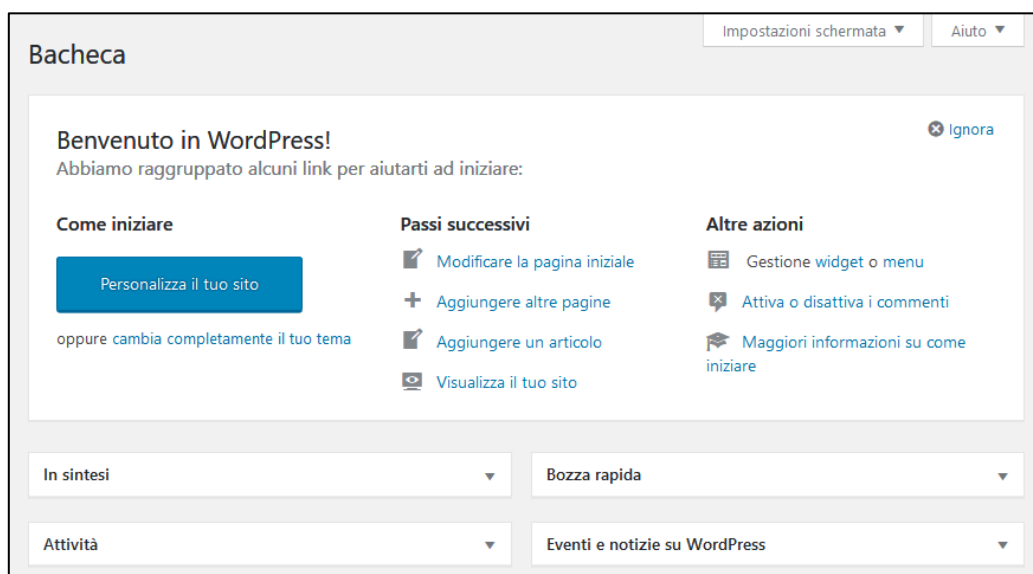 Impostazioni schermata
Aiuto
Bacheca
Benvenuto in WordPress!
Ignora
Abbiamo raggruppato alcuni link per aiutarti ad iniziare:
Come iniziare
Personalizza il tuo sito
oppure cambia completamente il tuo tema
Passi successivi
Modificare la pagina iniziale
Aggiungere altre pagine
Aggiungere un articolo
Visualizza il tuo sito
Altre azioni
Gestione widget o menu
Attiva o disattiva i commenti
Maggiori informazioni su come
iniziare
In sintesi
Bozza rapida
Attività
Eventi e notizie su WordPress